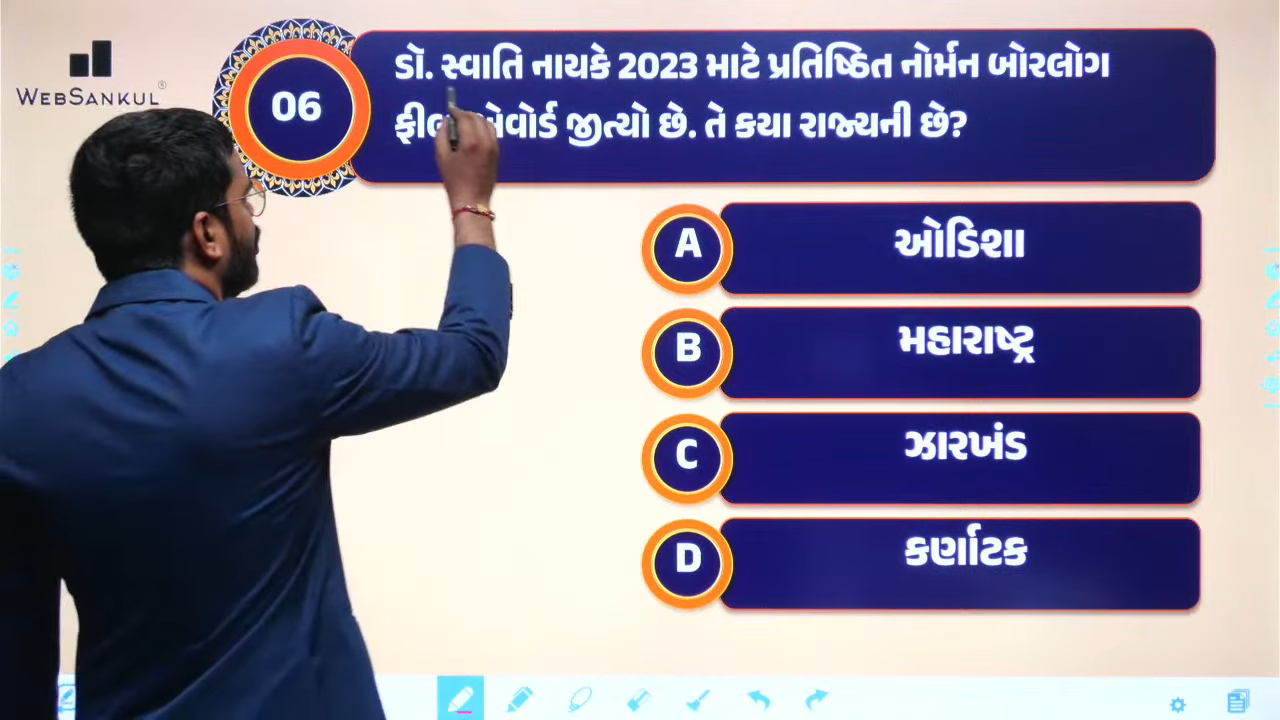 WEBSANKUL
06
ડૉ. સ્વાતિ નાયકે 2023 માટે પ્રતિષ્ઠિત નોર્મન બોરલોગ
જીત્યો છે. તે કયા રાજ્યની છે?
A
ઓડિશા
B
મહારાષ્ટ્ર
C
ઝારખંડ
D
કર્ણાટક